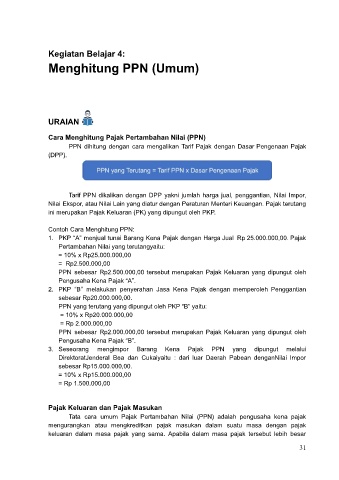 Kegiatan Belajar 4:
Menghitung PPN (Umum)
URAIAN
Cara Menghitung Pajak Pertambahan Nilai (PPN)
PPN dihitung dengan cara mengalikan Tarif Pajak dengan Dasar Pengenaan Pajak
(DPP).
PPN yang Terutang = Tarif PPN x Dasar Pengenaan Pajak
Tarif PPN dikalikan dengan DPP yakni jumlah harga jual, penggantian, Nilai Impor,
Nilai Ekspor, atau Nilai Lain yang diatur dengan Peraturan Menteri Keuangan. Pajak terutang
ini merupakan Pajak Keluaran (PK) yang dipungut oleh PKP.
Contoh Cara Menghitung PPN:
1. PKP "A" menjual tunai Barang Kena Pajak dengan Harga Jual Rp 25.000.000,00. Pajak
Pertambahan Nilai yang terutangyaitu:
= 10% x Rp25.000.000,00
= Rp2.500.000,00
PPN sebesar Rp2.500.000,00 tersebut merupakan Pajak Keluaran yang dipungut oleh
Pengusaha Kena Pajak "A".
2. PKP "B" melakukan penyerahan Jasa Kena Pajak dengan memperoleh Penggantian
sebesar Rp20.000.000,00.
PPN yang terutang yang dipungut oleh PKP "B" yaitu:
= 10% x Rp20.000.000,00
= Rp 2.000.000,00
PPN sebesar Rp2.000.000,00 tersebut merupakan Pajak Keluaran yang dipungut oleh
Pengusaha Kena Pajak "B".
3. Seseorang mengimpor Barang Kena Pajak PPN yang dipungut melalui
DirektoratJenderal Bea dan Cukaiyaitu : dari luar Daerah Pabean denganNilai Impor
sebesar Rp15.000.000,00.
= 10% x Rp15.000.000,00
= Rp 1.500.000,00
Pajak Keluaran dan Pajak Masukan
Tata cara umum Pajak Pertambahan Nilai (PPN) adalah pengusaha kena pajak
mengurangkan atau mengkreditkan pajak masukan dalam suatu masa dengan pajak
keluaran dalam masa pajak yang sama. Apabila dalam masa pajak tersebut lebih besar
31